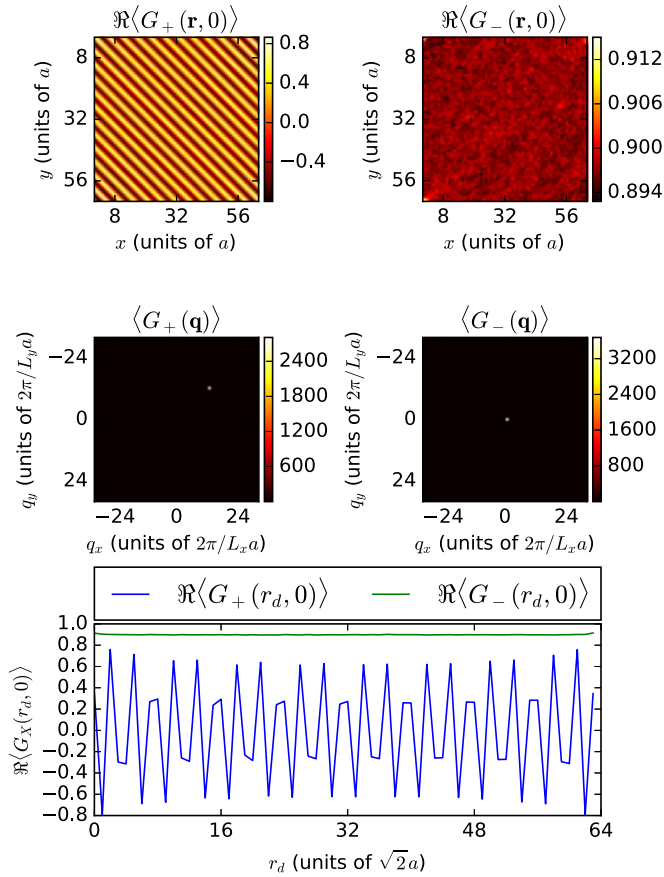 ℜ⟨G₊(r, 0)⟩ ℜ⟨G₋(r, 0)⟩
8 32 56
y (units of a)
8 32 56
x (units of a)
0.8 0.4 0.0 −0.4
8 32 56
y (units of a)
8 32 56
x (units of a)
0.912 0.906 0.900 0.894
⟨G₊(q)⟩ ⟨G₋(q)⟩
−24 0 24
q_y (units of 2π/L_y a)
−24 0 24
q_x (units of 2π/L_x a)
2400 1800 1200 600
q_y (units of 2π/L_y a)
−24 0 24
q_x (units of 2π/L_x a)
3200 2400 1600 800
ℜ⟨G₊(r_d, 0)⟩ ℜ⟨G₋(r_d, 0)⟩
ℜ⟨G_X(r_d, 0)⟩
1.0
0.8
0.6
0.4
0.2
0.0
−0.2
−0.4
−0.6
−0.8
0 16 32 48 64
r_d (units of √2a)